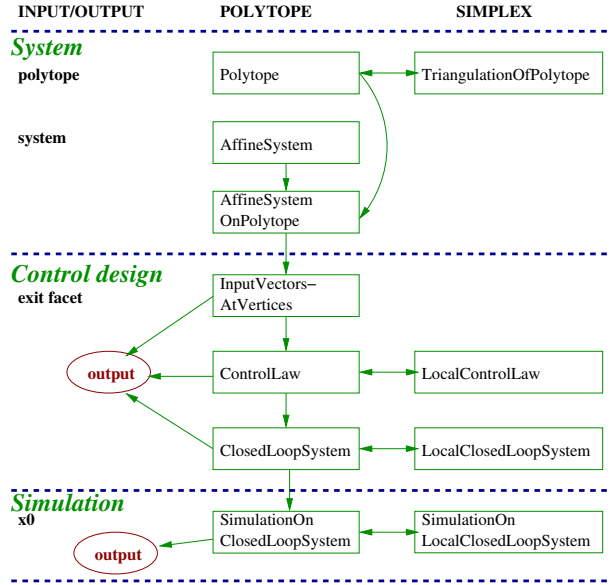 INPUT/OUTPUT POLYTOPE SIMPLEX
System
polytope Polytope TriangulationOfPolytope
system
AffineSystem
AffineSystem
OnPolytope
Control design
exit facet
InputVectors−
AtVertices
output ControlLaw LocalControlLaw
ClosedLoopSystem LocalClosedLoopSystem
Simulation
x0
SimulationOn
ClosedLoopSystem
SimulationOn
LocalClosedLoopSystem
output